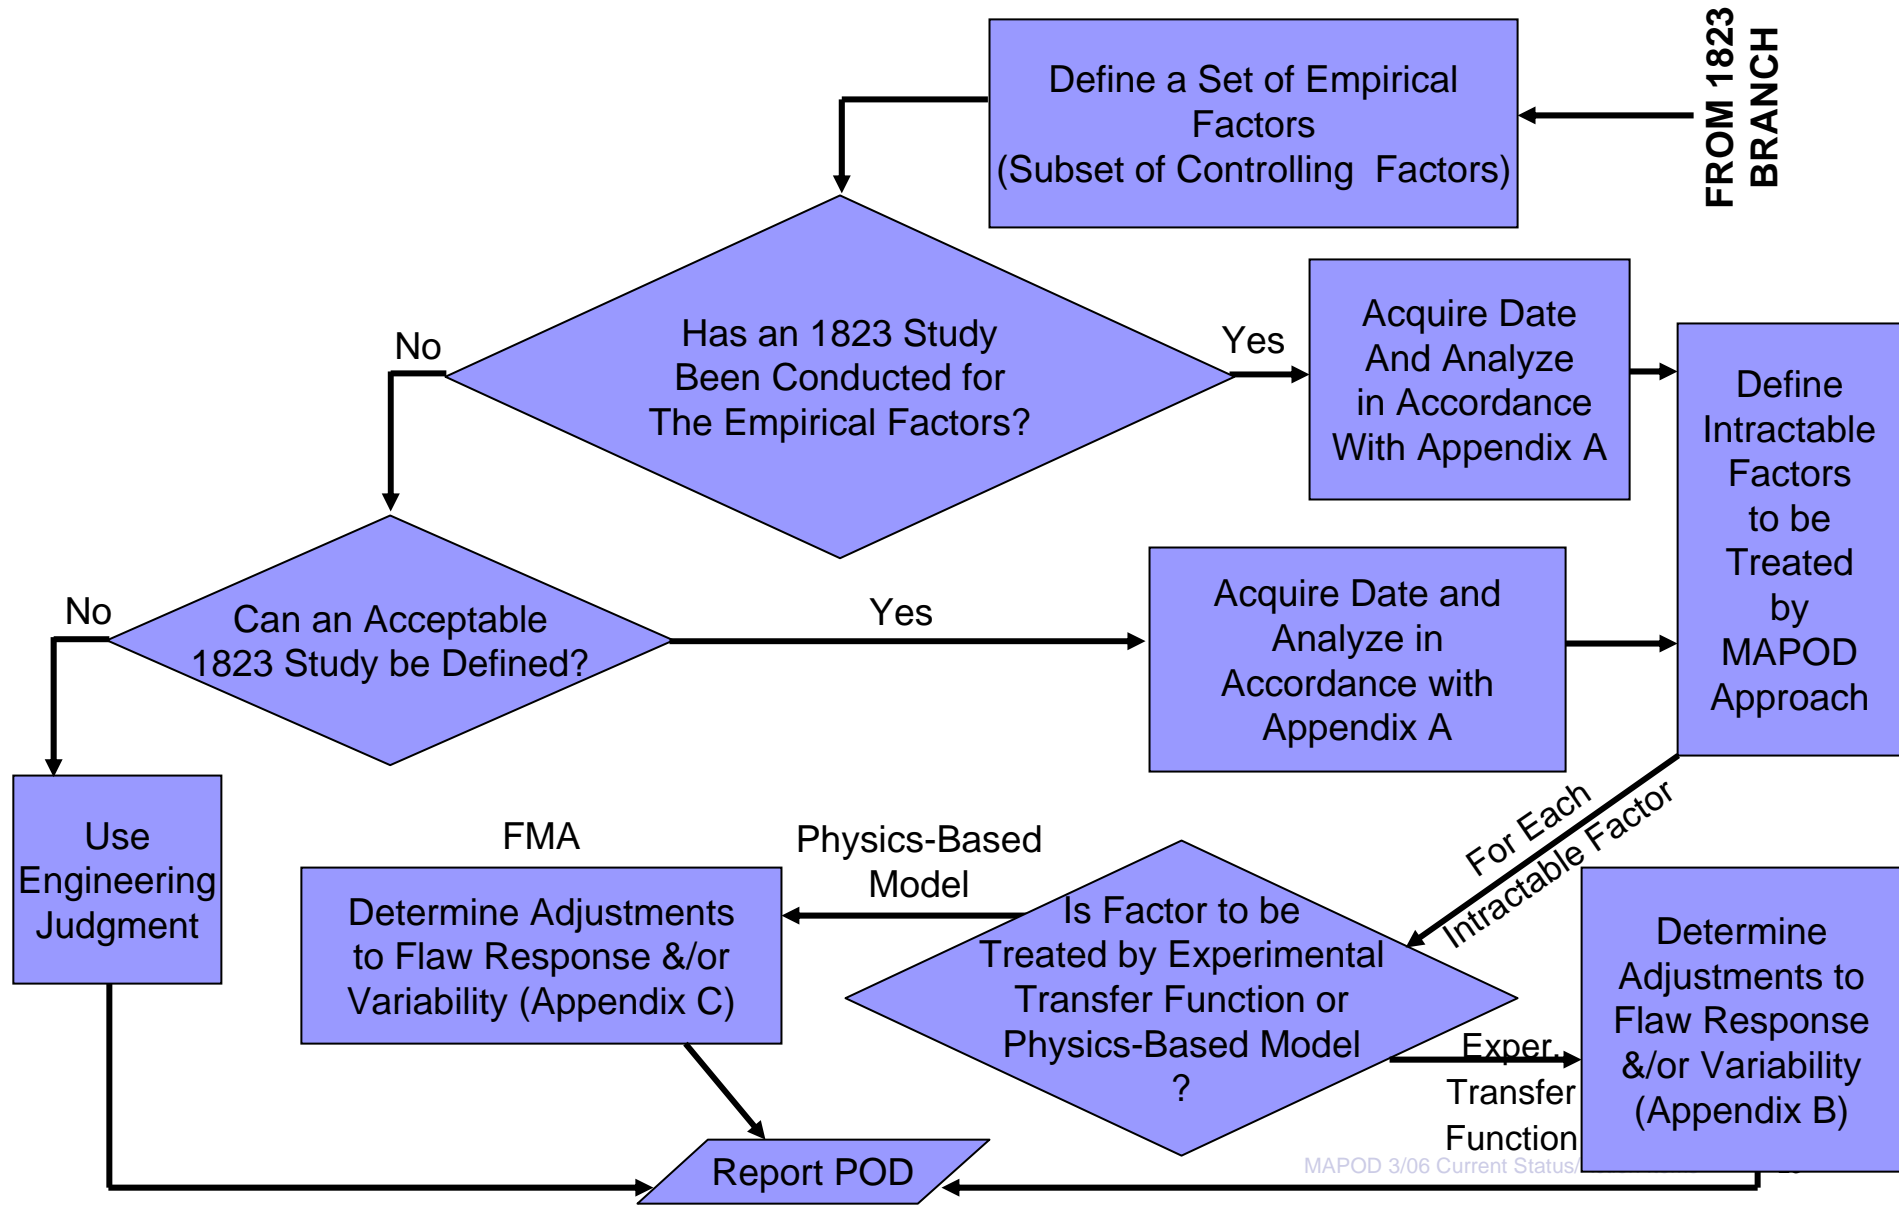 FROM 1823
BRANCH
Define a Set of Empirical
Factors
(Subset of Controlling Factors)
Has an 1823 Study
Been Conducted for
The Empirical Factors?
No
Yes
Acquire Date
And Analyze
in Accordance
With Appendix A
Define
Intractable
Factors
to be
Treated
by
MAPOD
Approach
Can an Acceptable
1823 Study be Defined?
No
Yes
Acquire Date and
Analyze in
Accordance with
Appendix A
Use
Engineering
Judgment
For Each
Intractable Factor
Is Factor to be
Treated by Experimental
Transfer Function or
Physics-Based Model
?
Physics-Based
Model
FMA
Determine Adjustments
to Flaw Response &/or
Variability (Appendix C)
Exper.
Transfer
Function
Determine
Adjustments to
Flaw Response
&/or Variability
(Appendix B)
Report POD
MAPOD 3/06 Current Status/